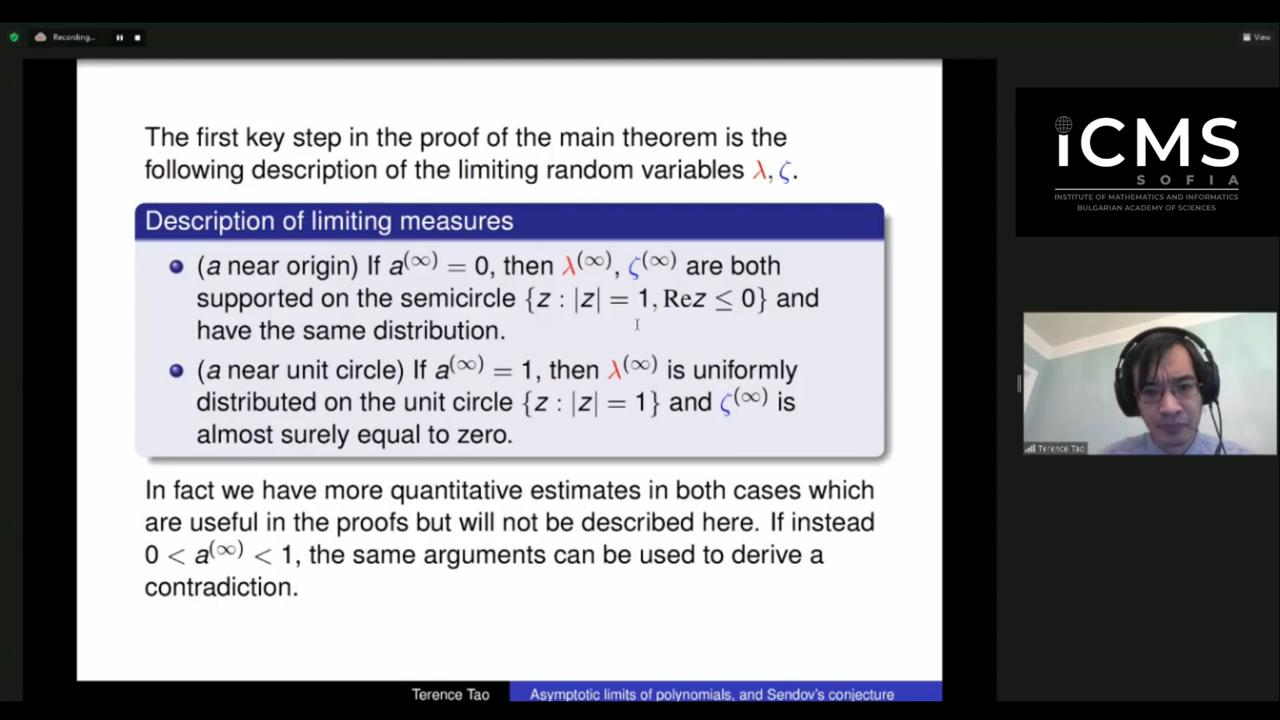 Recording...
View
The first key step in the proof of the main theorem is the
following description of the limiting random variables λ, ζ.
Description of limiting measures
(a near origin) If a^(∞) = 0, then λ^(∞), ζ^(∞) are both
supported on the semicircle {z : |z| = 1, Re z ≤ 0} and
have the same distribution.
(a near unit circle) If a^(∞) = 1, then λ^(∞) is uniformly
distributed on the unit circle {z : |z| = 1} and ζ^(∞) is
almost surely equal to zero.
In fact we have more quantitative estimates in both cases which
are useful in the proofs but will not be described here. If instead
0 < a^(∞) < 1, the same arguments can be used to derive a
contradiction.
Terence Tao
Asymptotic limits of polynomials, and Sendov's conjecture
iCMS
SOFIA
INSTITUTE OF MATHEMATICS AND INFORMATICS
BULGARIAN ACADEMY OF SCIENCES
Terence Tao